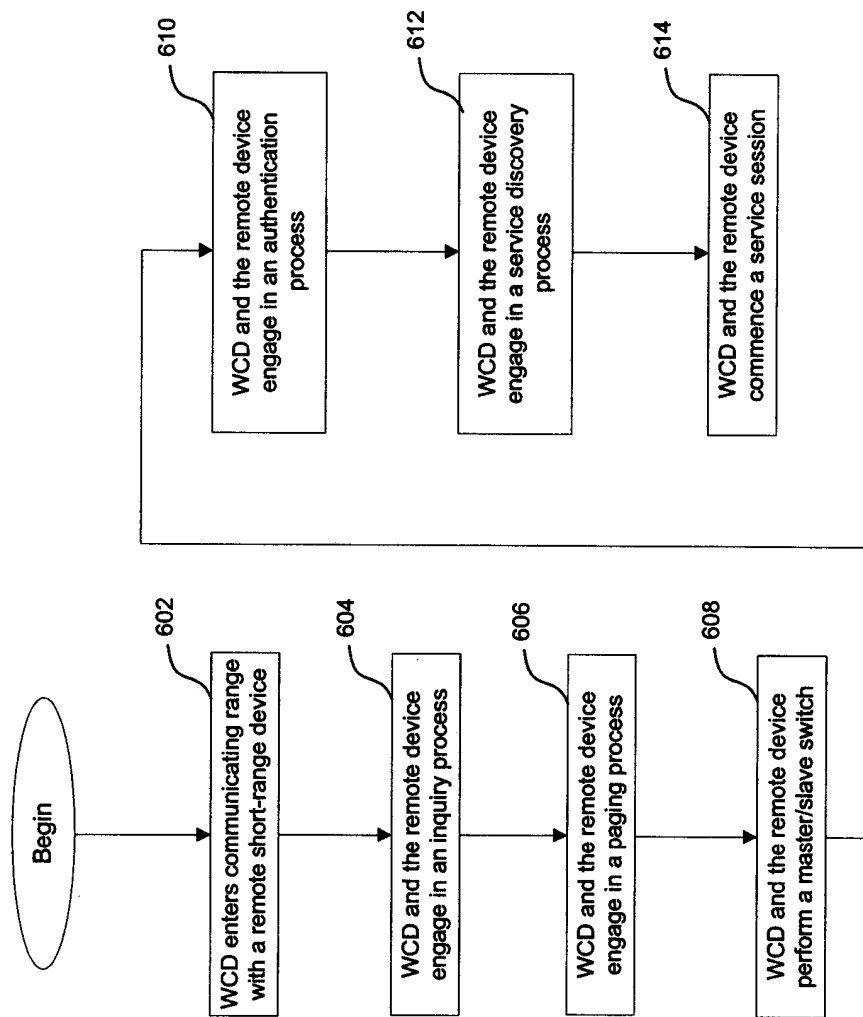 Begin
602
WCD enters communicating range
with a remote short-range device
604
WCD and the remote device
engage in an inquiry process
606
WCD and the remote device
engage in a paging process
608
WCD and the remote device
perform a master/slave switch
610
WCD and the remote device
engage in an authentication
process
612
WCD and the remote device
engage in a service discovery
process
614
WCD and the remote device
commence a service session